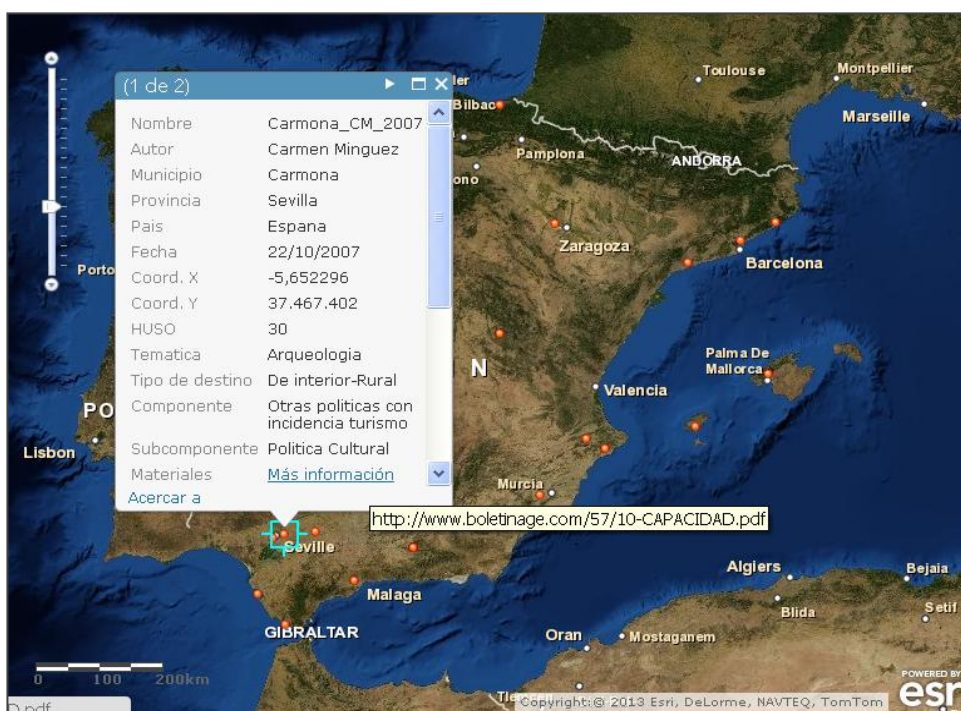 (1 de 2)
Nombre Carmona_CM_2007
Autor Carmen Minguez
Municipio Carmona
Provincia Sevilla
Pais Espana
Fecha 22/10/2007
Coord. X -5,652296
Coord. Y 37.467.402
HUSO 30
Tematica Arqueologia
Tipo de destino De interior-Rural
Componente Otras politicas con
incidencia turismo
Subcomponente Politica Cultural
Materiales Más información
Acercar a
http://www.boletinage.com/57/10-CAPACIDAD.pdf
Toulouse
Montpellier
Marseille
Bilbao
Pamplona
ANDORRA
Zaragoza
Barcelona
Porto
Palma De
Mallorca
N
Valencia
PO
Lisbon
Murcia
Seville
Malaga
GIBRALTAR
Algiers
Bejaia
Blida
Setif
Oran
Mostaganem
0 100 200km
POWERED BY
esri
Copyright:© 2013 Esri, DeLorme, NAVTEQ, TomTom